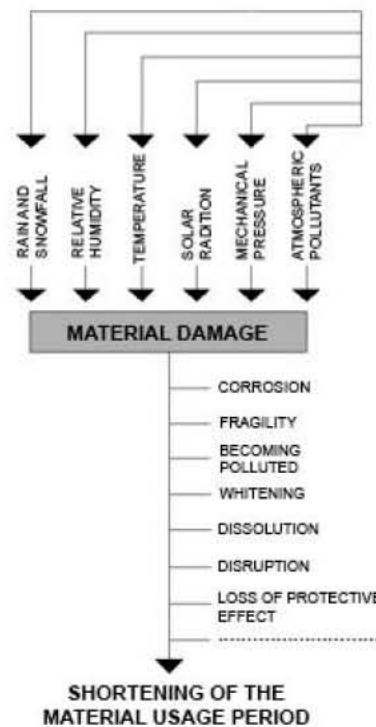 RAIN AND
SNOWFALL
RELATIVE
HUMIDITY
TEMPERATURE
SOLAR
RADITION
MECHANICAL
PRESSURE
ATMOSPHERIC
POLLUTANTS
MATERIAL DAMAGE
CORROSION
FRAGILITY
BECOMING
POLLUTED
WHITENING
DISSOLUTION
DISRUPTION
LOSS OF PROTECTIVE
EFFECT
SHORTENING OF THE
MATERIAL USAGE PERIOD